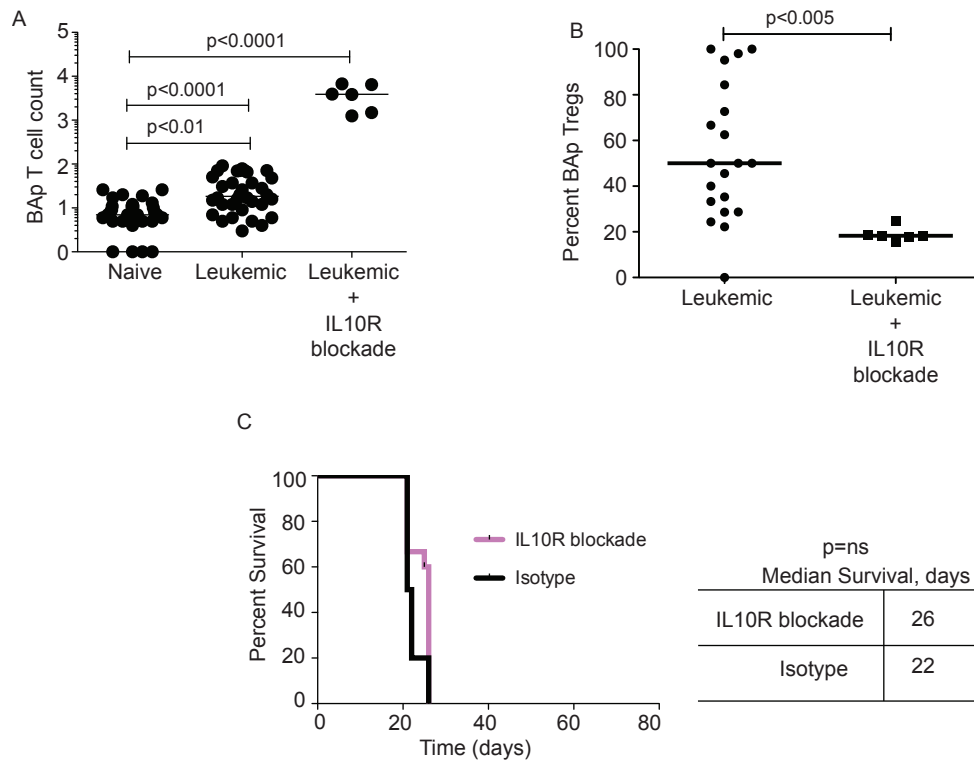 A
BAp T cell count
5
4
3
2
1
0
p<0.0001
p<0.0001
p<0.01
Naive
Leukemic
Leukemic
+
IL10R
blockade
B
Percent BAp Tregs
100
80
60
40
20
0
p<0.005
Leukemic
Leukemic
+
IL10R
blockade
C
Percent Survival
100
80
60
40
20
0
0 20 40 60 80
Time (days)
IL10R blockade
Isotype
p=ns
Median Survival, days
IL10R blockade 26
Isotype 22